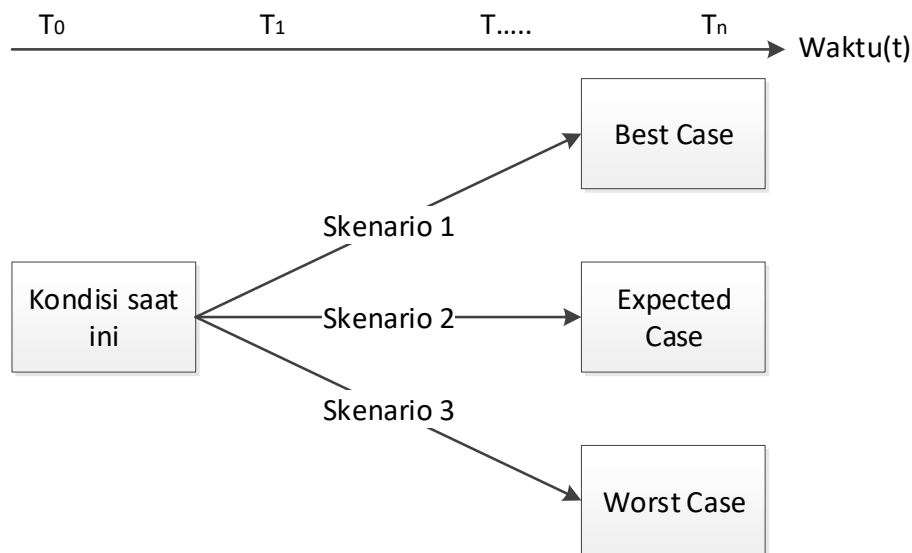 T0
T1
T.....
Tn
Waktu(t)
Best Case
Skenario 1
Kondisi saat
ini
Skenario 2
Expected
Case
Skenario 3
Worst Case